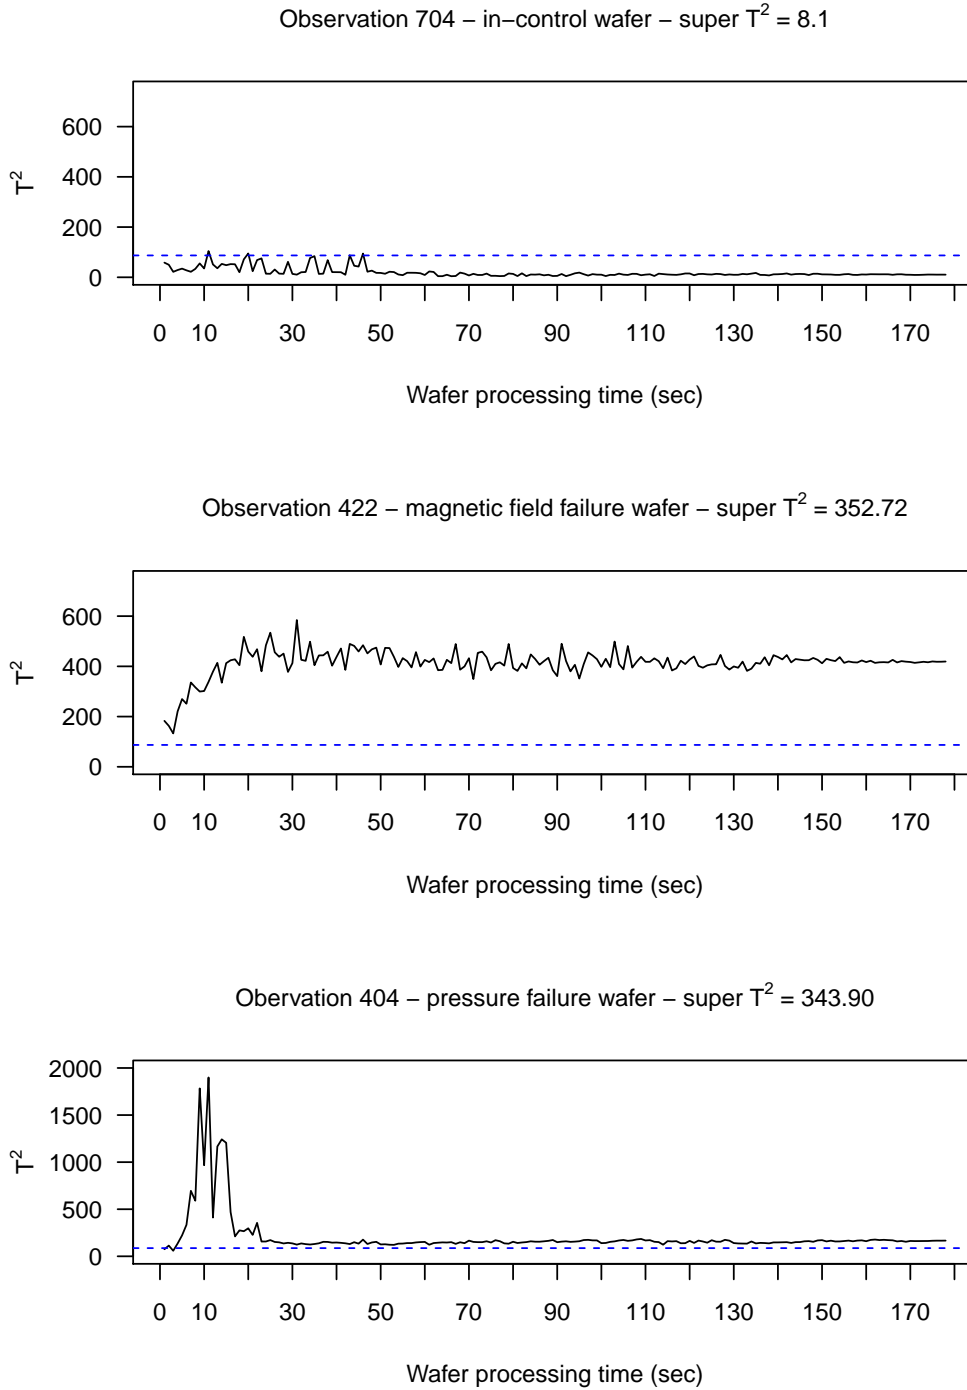 Observation 704 − in−control wafer − super T² = 8.1
600
400
200
0
T²
0 10 30 50 70 90 110 130 150 170
Wafer processing time (sec)
Observation 422 − magnetic field failure wafer − super T² = 352.72
600
400
200
0
T²
0 10 30 50 70 90 110 130 150 170
Wafer processing time (sec)
Obervation 404 − pressure failure wafer − super T² = 343.90
2000
1500
1000
500
0
T²
0 10 30 50 70 90 110 130 150 170
Wafer processing time (sec)